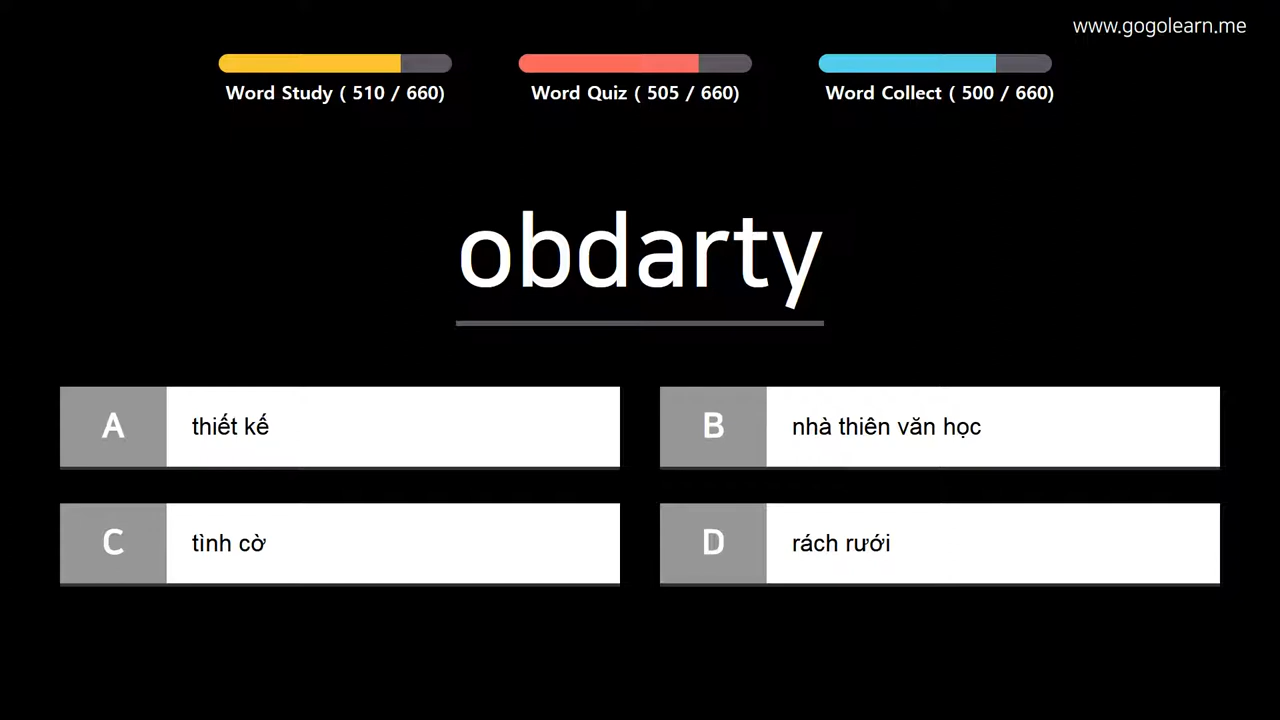 www.gogolearn.me
Word Study ( 510 / 660)
Word Quiz ( 505 / 660)
Word Collect ( 500 / 660)
obdarty
A thiết kế
B nhà thiên văn học
C tình cờ
D rách rưới